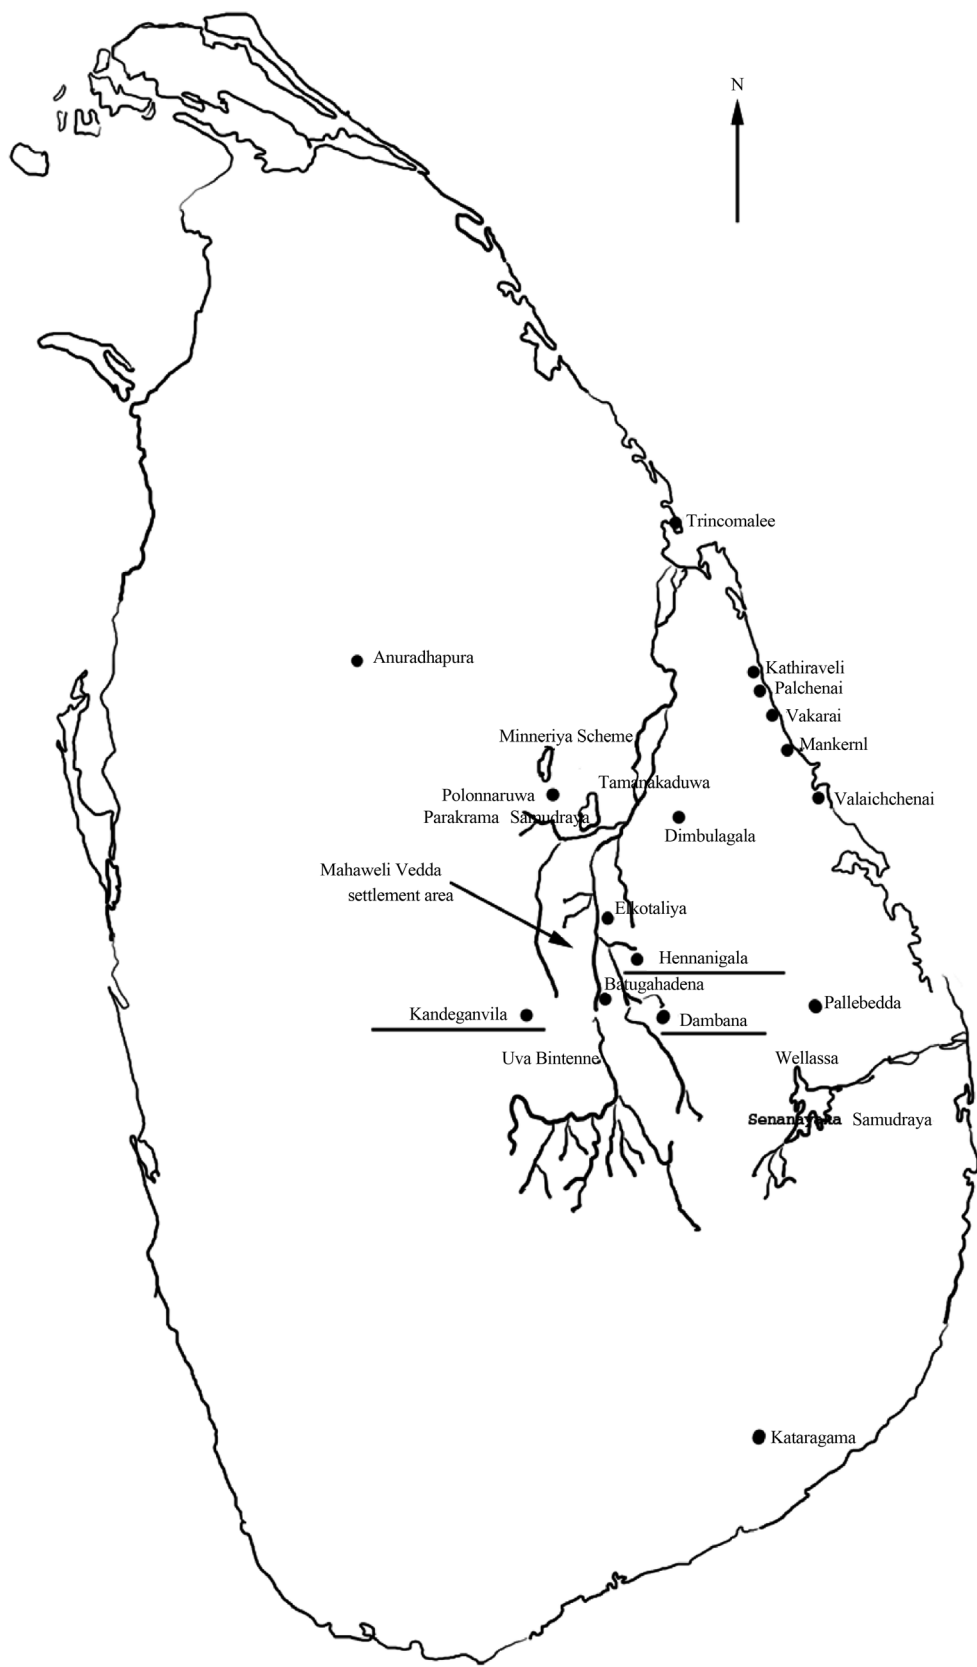 N
Trincomalee
Anuradhapura
Kathiraveli
Palchenai
Vakarai
Minneriya Scheme
Mankernl
Tamanakaduwa
Polonnaruwa
Valaichchenai
Parakrama Samudraya
Dimbulagala
Mahaweli Vedda
settlement area
Elkotaliya
Hennanigala
Batugahadena
Pallebedda
Kandeganvila
Dambana
Uva Bintenne
Wellassa
Senanayaka Samudraya
Kataragama